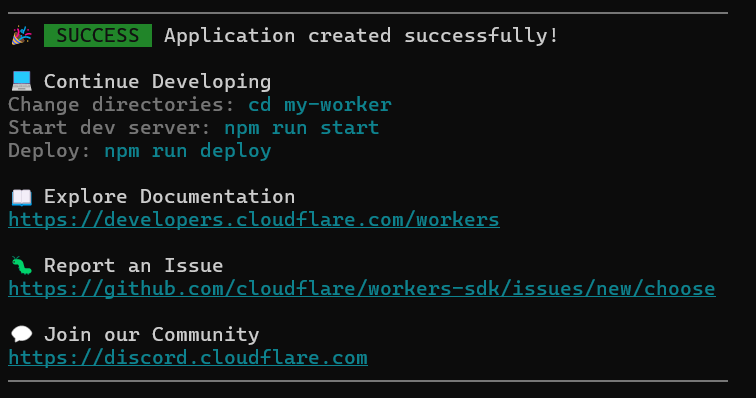 🎉 SUCCESS Application created successfully!
💻 Continue Developing
Change directories: cd my-worker
Start dev server: npm run start
Deploy: npm run deploy
📖 Explore Documentation
https://developers.cloudflare.com/workers
🐛 Report an Issue
https://github.com/cloudflare/workers-sdk/issues/new/choose
💬 Join our Community
https://discord.cloudflare.com